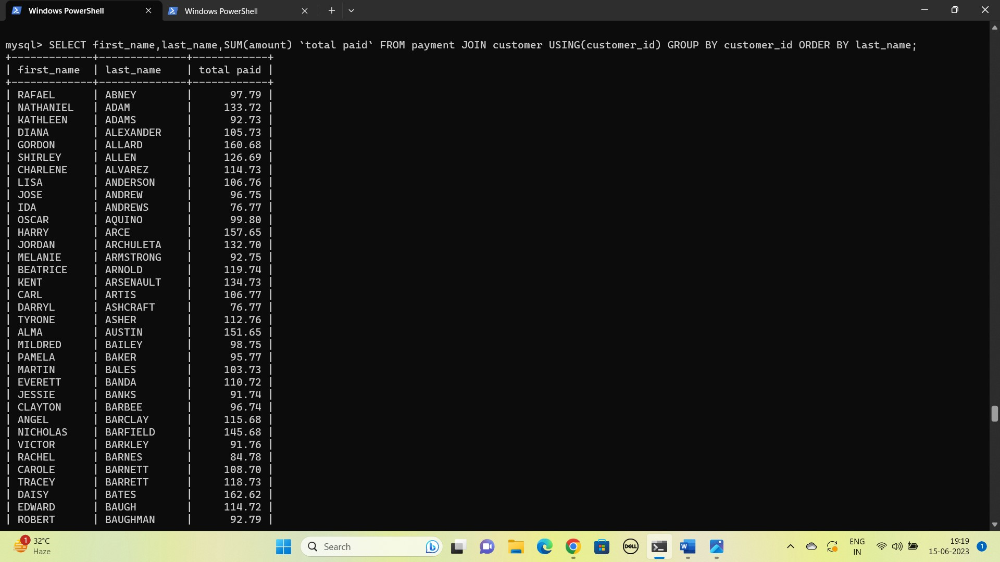 Windows PowerShell
Windows PowerShell
mysql> SELECT first_name,last_name,SUM(amount) `total paid` FROM payment JOIN customer USING(customer_id) GROUP BY customer_id ORDER BY last_name;
+-------------+--------------+------------+
| first_name  | last_name    | total paid |
+-------------+--------------+------------+
| RAFAEL      | ABNEY        |      97.79 |
| NATHANIEL   | ADAM         |     133.72 |
| KATHLEEN    | ADAMS        |      92.73 |
| DIANA       | ALEXANDER    |     105.73 |
| GORDON      | ALLARD       |     160.68 |
| SHIRLEY     | ALLEN        |     126.69 |
| CHARLENE    | ALVAREZ      |     114.73 |
| LISA        | ANDERSON     |     106.76 |
| JOSE        | ANDREW       |      96.75 |
| IDA         | ANDREWS      |      76.77 |
| OSCAR       | AQUINO       |      99.80 |
| HARRY       | ARCE         |     157.65 |
| JORDAN      | ARCHULETA    |     132.70 |
| MELANIE     | ARMSTRONG    |      92.75 |
| BEATRICE    | ARNOLD       |     119.74 |
| KENT        | ARSENAULT    |     134.73 |
| CARL        | ARTIS        |     106.77 |
| DARRYL      | ASHCRAFT     |      76.77 |
| TYRONE      | ASHER        |     112.76 |
| ALMA        | AUSTIN       |     151.65 |
| MILDRED     | BAILEY       |      98.75 |
| PAMELA      | BAKER        |      95.77 |
| MARTIN      | BALES        |     103.73 |
| EVERETT     | BANDA        |     110.72 |
| JESSIE      | BANKS        |      91.74 |
| CLAYTON     | BARBEE       |      96.74 |
| ANGEL       | BARCLAY      |     115.68 |
| NICHOLAS    | BARFIELD     |     145.68 |
| VICTOR      | BARKLEY      |      91.76 |
| RACHEL      | BARNES       |      84.78 |
| CAROLE      | BARNETT      |     108.70 |
| TRACEY      | BARRETT      |     118.73 |
| DAISY       | BATES        |     162.62 |
| EDWARD      | BAUGH        |     114.72 |
| ROBERT      | BAUGHMAN     |      92.79 |
1
32°C
Haze
Search
DELL
W
ENG
IN
19:19
15-06-2023
1